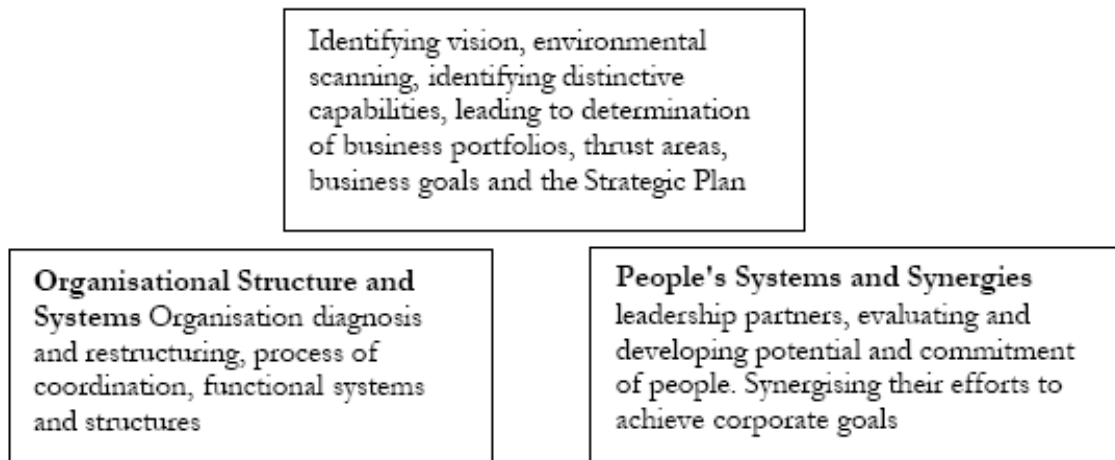 Identifying vision, environmental
scanning, identifying distinctive
capabilities, leading to determination
of business portfolios, thrust areas,
business goals and the Strategic Plan
Organisational Structure and
Systems Organisation diagnosis
and restructuring, process of
coordination, functional systems
and structures
People's Systems and Synergies
leadership partners, evaluating and
developing potential and commitment
of people. Synergising their efforts to
achieve corporate goals